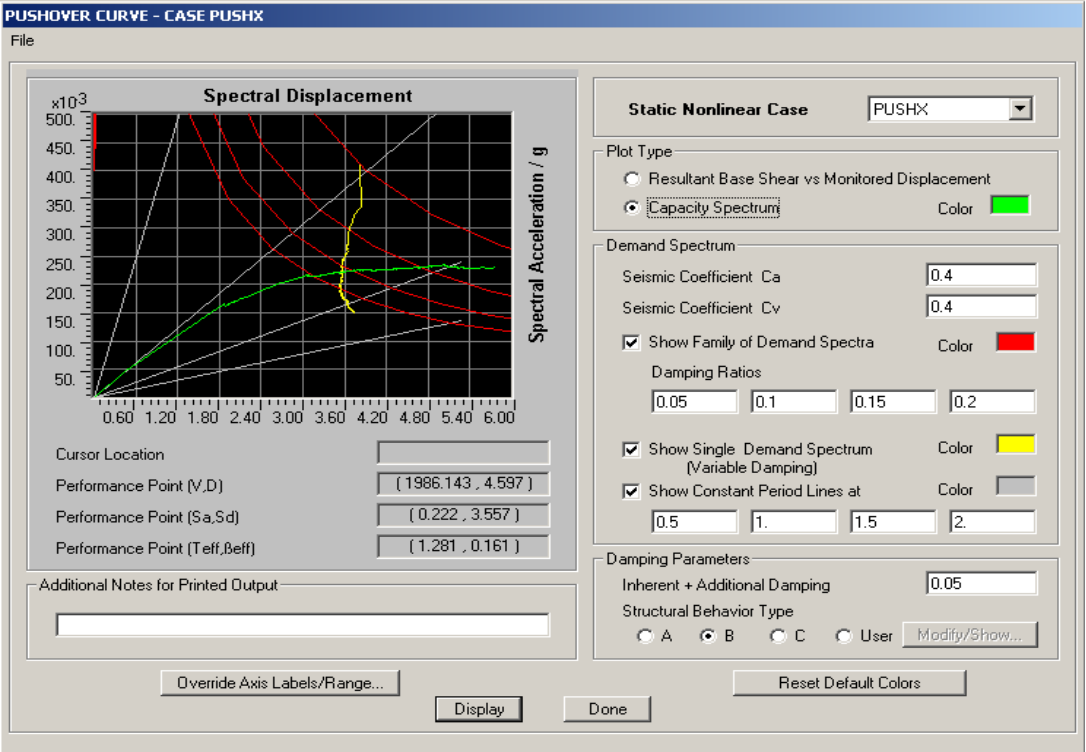 PUSHOVER CURVE - CASE PUSHX
File
Spectral Displacement
x10-3
500.
450.
400.
350.
300.
250.
200.
150.
100.
50.
0.60 1.20 1.80 2.40 3.00 3.60 4.20 4.80 5.40 6.00
Spectral Acceleration / g
Cursor Location
Performance Point (V,D)
(1986.143 , 4.597 )
Performance Point (Sa,Sd)
( 0.222 , 3.557 )
Performance Point (Teff,βeff)
( 1.281 , 0.161 )
Additional Notes for Printed Output
Override Axis Labels/Range...
Static Nonlinear Case PUSHX
Plot Type
Resultant Base Shear vs Monitored Displacement
Capacity Spectrum Color
Demand Spectrum
Seismic Coefficient Ca 0.4
Seismic Coefficient Cv 0.4
Show Family of Demand Spectra Color
Damping Ratios
0.05 0.1 0.15 0.2
Show Single Demand Spectrum Color
(Variable Damping)
Show Constant Period Lines at Color
0.5 1. 1.5 2.
Damping Parameters
Inherent + Additional Damping 0.05
Structural Behavior Type
A B C User Modify/Show...
Reset Default Colors
Display Done